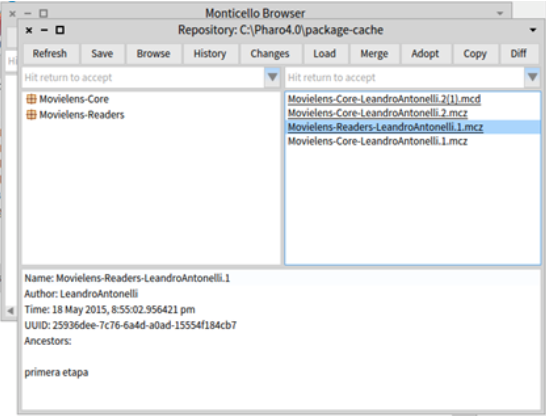 Monticello Browser
Repository: C:\Pharo4.0\package-cache
Refresh Save Browse History Changes Load Merge Adopt Copy Diff
Hit return to accept Hit return to accept
Movielens-Core
Movielens-Readers
Movielens-Core-LeandroAntonelli.2(1).mcd
Movielens-Core-LeandroAntonelli.2.mcz
Movielens-Readers-LeandroAntonelli.1.mcz
Movielens-Core-LeandroAntonelli.1.mcz
Name: Movielens-Readers-LeandroAntonelli.1
Author: LeandroAntonelli
Time: 18 May 2015, 8:55:02.956421 pm
UUID: 25936dee-7c76-6a4d-a0ad-15554f184cb7
Ancestors:
primera etapa